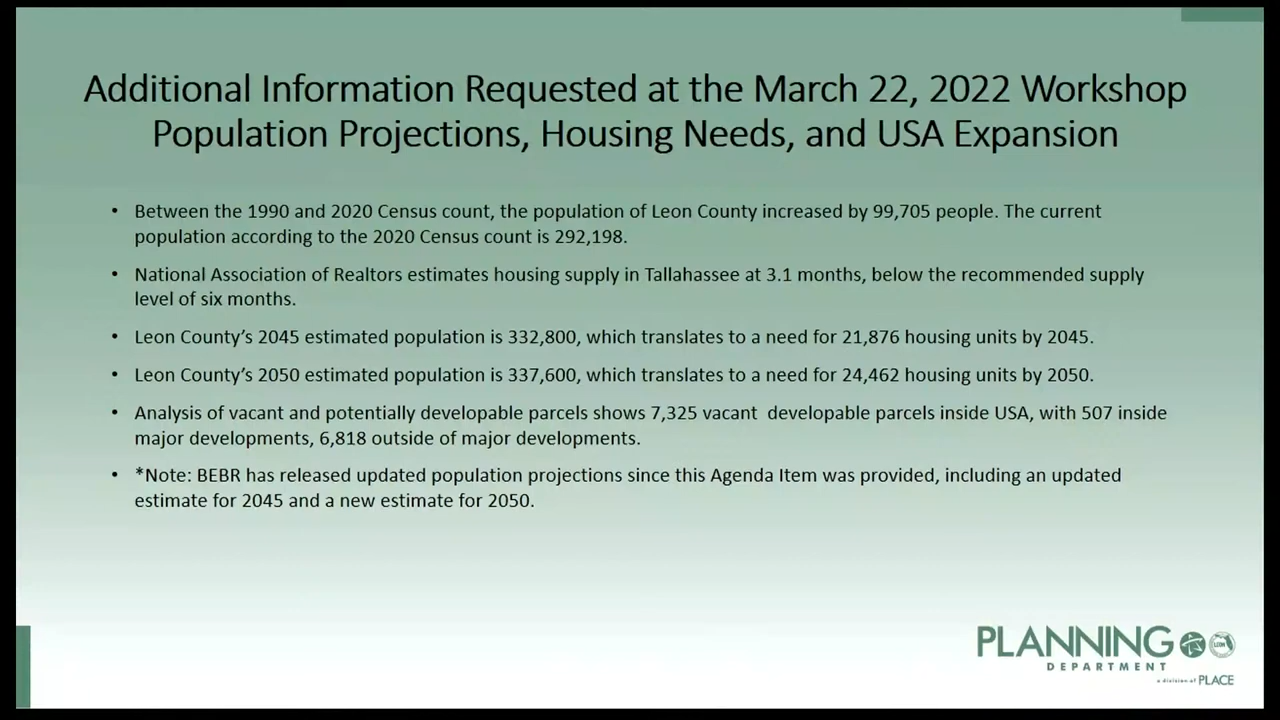 Additional Information Requested at the March 22, 2022 Workshop
Population Projections, Housing Needs, and USA Expansion
• Between the 1990 and 2020 Census count, the population of Leon County increased by 99,705 people. The current
population according to the 2020 Census count is 292,198.
• National Association of Realtors estimates housing supply in Tallahassee at 3.1 months, below the recommended supply
level of six months.
• Leon County's 2045 estimated population is 332,800, which translates to a need for 21,876 housing units by 2045.
• Leon County's 2050 estimated population is 337,600, which translates to a need for 24,462 housing units by 2050.
• Analysis of vacant and potentially developable parcels shows 7,325 vacant  developable parcels inside USA, with 507 inside
major developments, 6,818 outside of major developments.
• *Note: BEBR has released updated population projections since this Agenda Item was provided, including an updated
estimate for 2045 and a new estimate for 2050.
PLANNING
DEPARTMENT
a division of PLACE